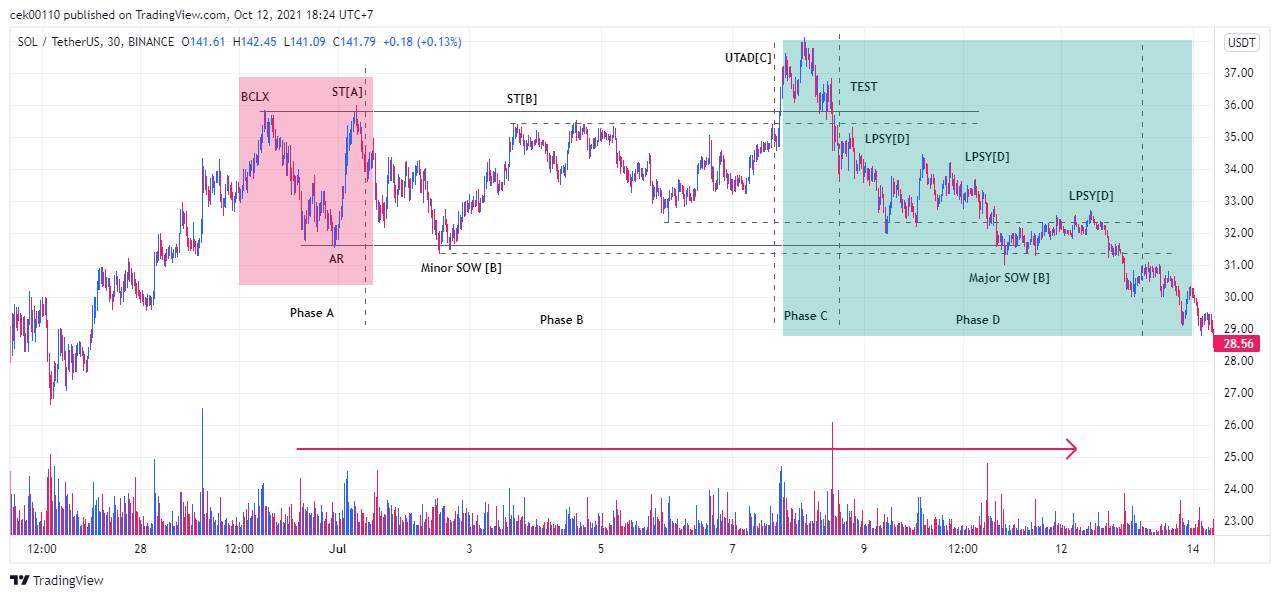 cek00110 published on TradingView.com, Oct 12, 2021 18:24 UTC+7
SOL / TetherUS, 30, BINANCE O141.61 H142.45 L141.09 C141.79 +0.18 (+0.13%)
USDT
UTAD[C]
37.00
BCLX
ST[A]
ST[B]
TEST
36.00
LPSY[D]
35.00
LPSY[D]
34.00
LPSY[D]
33.00
32.00
AR
Minor SOW [B]
Major SOW [B]
31.00
30.00
Phase A
Phase B
Phase C
Phase D
29.00
28.56
28.00
27.00
26.00
25.00
24.00
23.00
12:00 28 12:00 Jul 3 5 7 9 12:00 12 14
TradingView